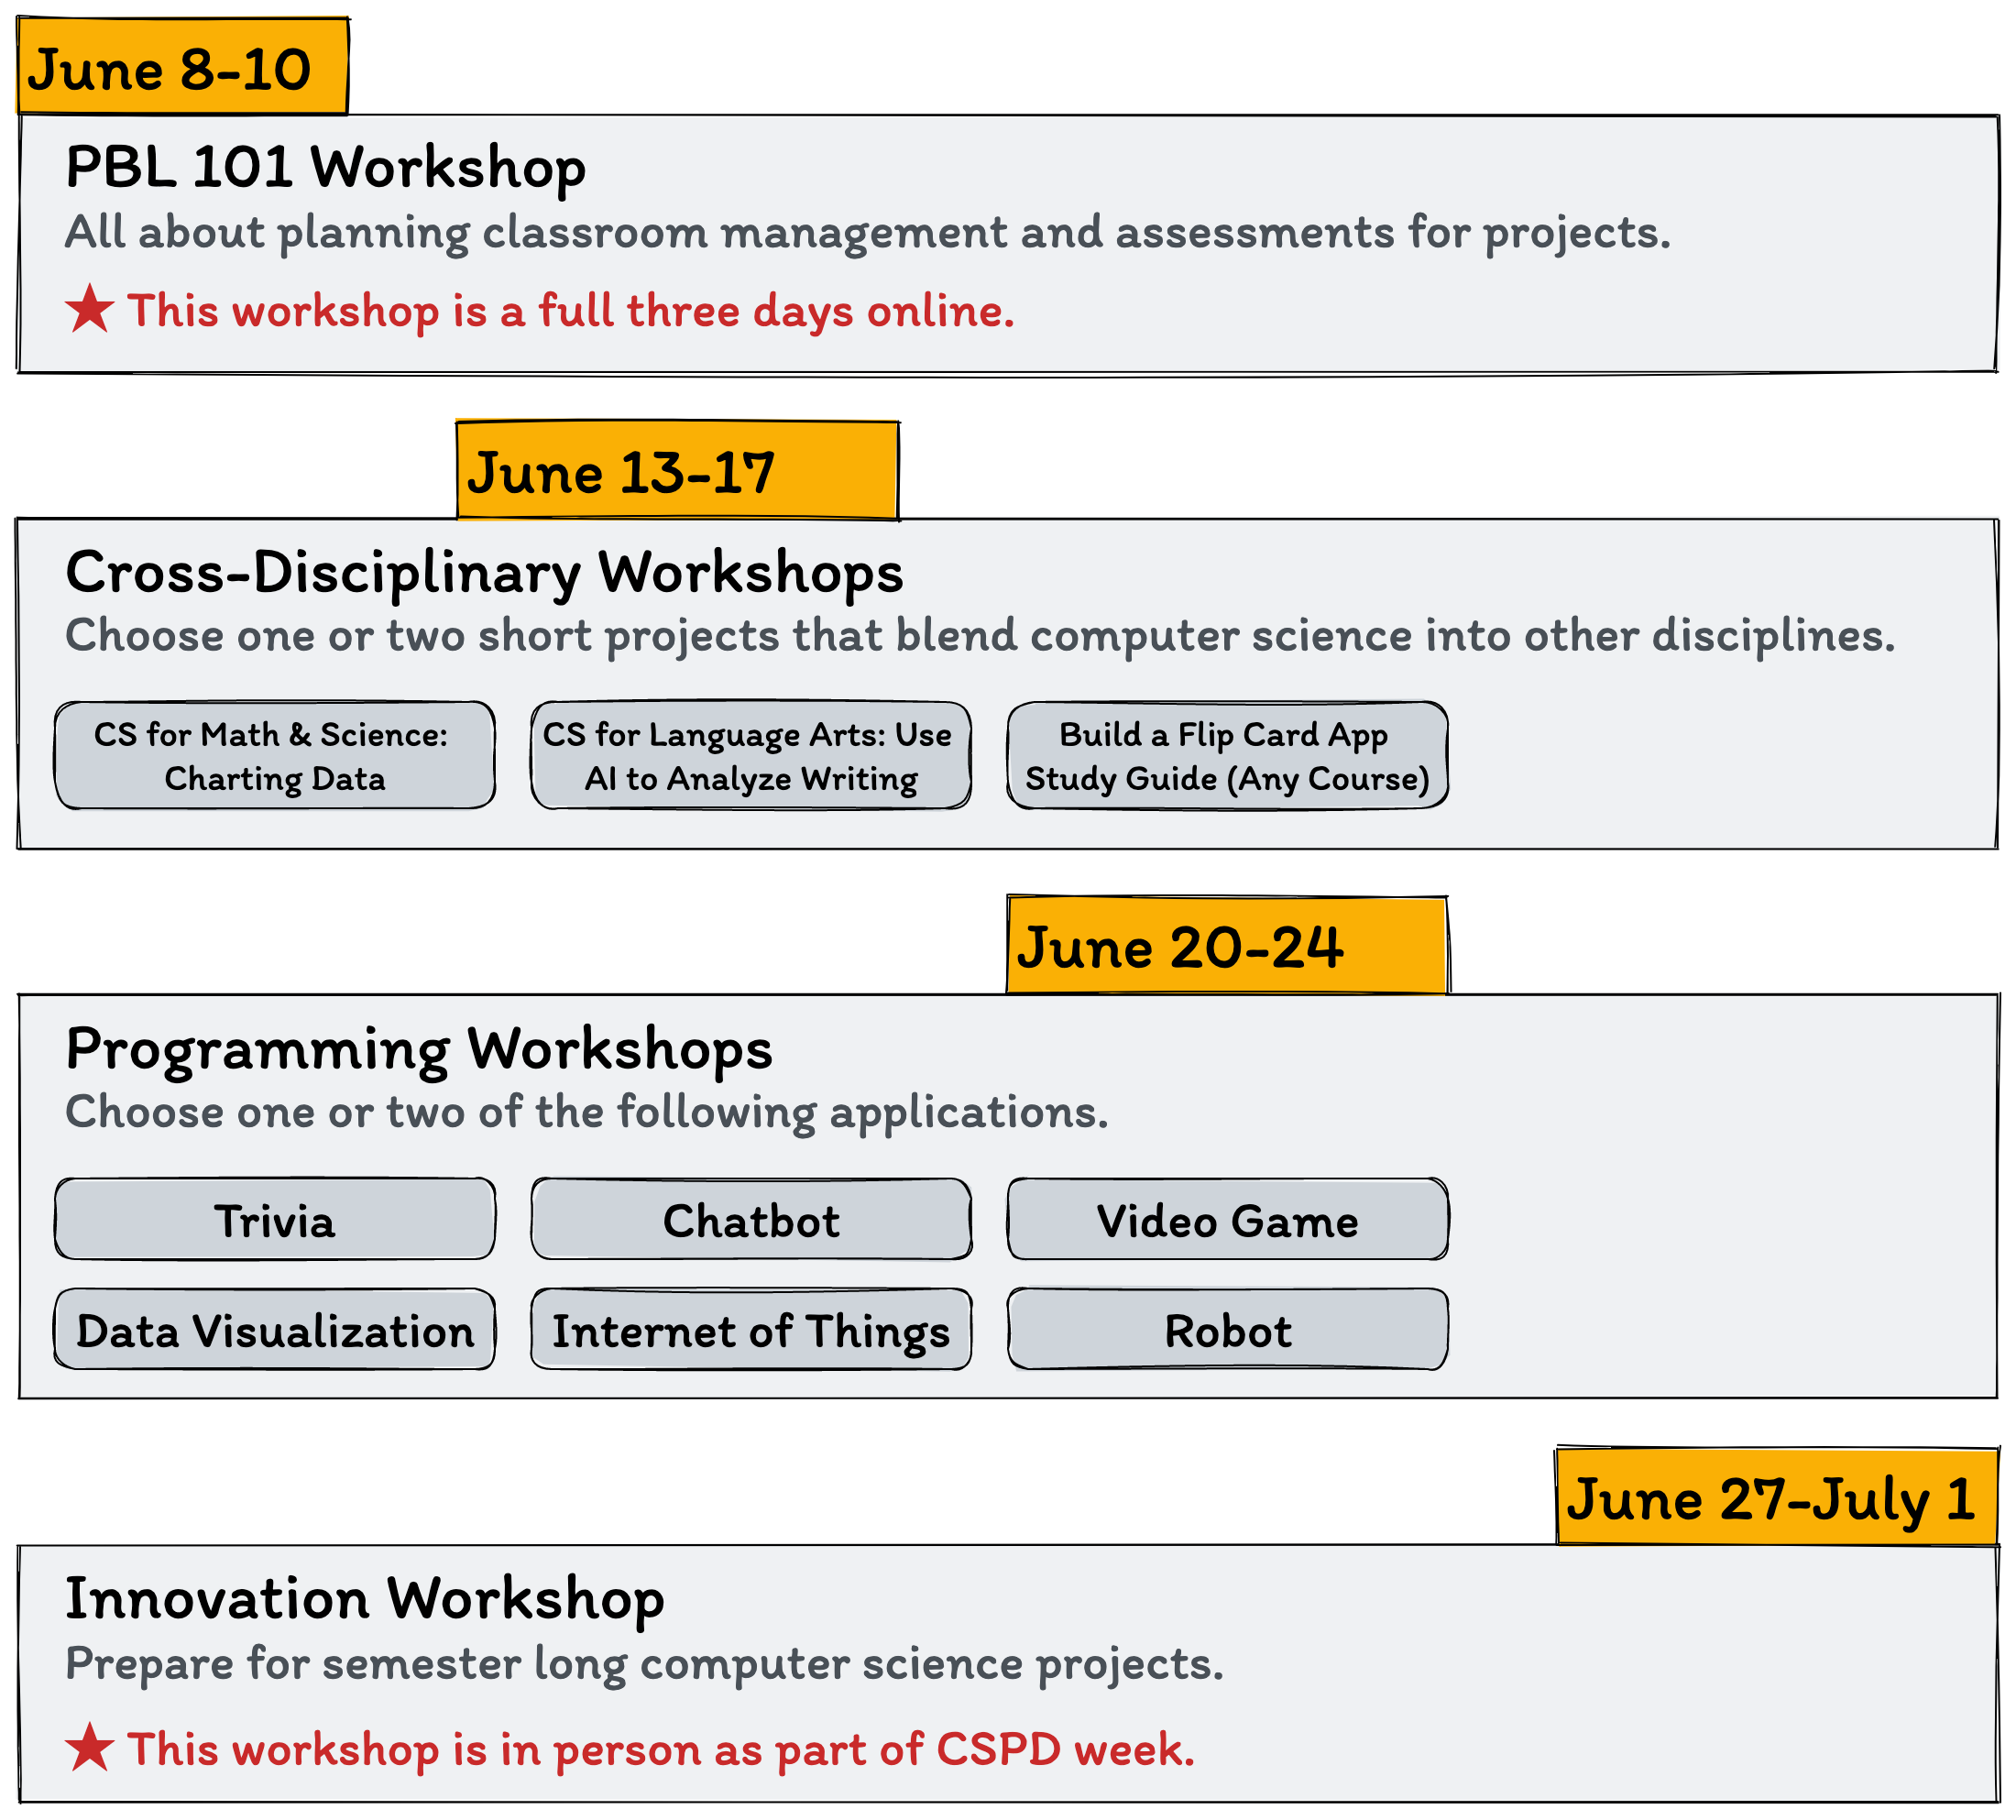 June 8-10
PBL 101 Workshop
All about planning classroom management and assessments for projects.
This workshop is a full three days online.
June 13-17
Cross-Disciplinary Workshops
Choose one or two short projects that blend computer science into other disciplines.
CS for Math & Science:
Charting Data
CS for Language Arts: Use
AI to Analyze Writing
Build a Flip Card App
Study Guide (Any Course)
June 20-24
Programming Workshops
Choose one or two of the following applications.
Trivia
Chatbot
Video Game
Data Visualization
Internet of Things
Robot
June 27-July 1
Innovation Workshop
Prepare for semester long computer science projects.
This workshop is in person as part of CSPD week.